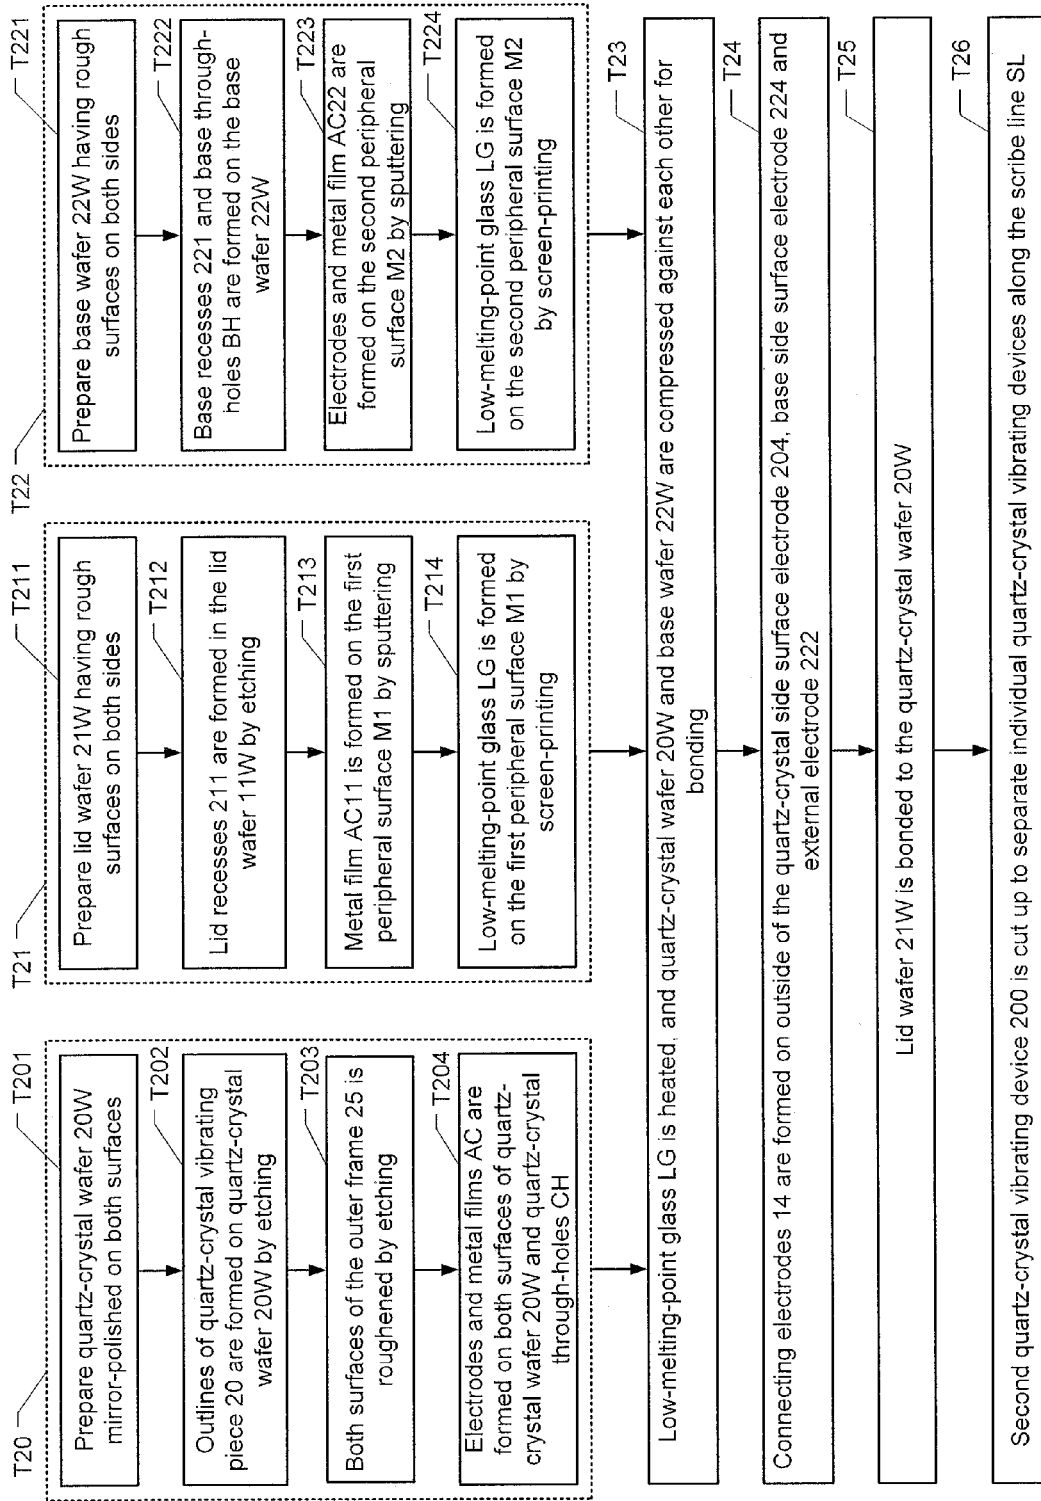 T20
T201
Prepare quartz-crystal wafer 20W
mirror-polished on both surfaces
T202
Outlines of quartz-crystal vibrating
piece 20 are formed on quartz-crystal
wafer 20W by etching
T203
Both surfaces of the outer frame 25 is
roughened by etching
T204
Electrodes and metal films AC are
formed on both surfaces of quartz-
crystal wafer 20W and quartz-crystal
through-holes CH
T21
T211
Prepare lid wafer 21W having rough
surfaces on both sides
T212
Lid recesses 211 are formed in the lid
wafer 11W by etching
T213
Metal film AC11 is formed on the first
peripheral surface M1 by sputtering
T214
Low-melting-point glass LG is formed
on the first peripheral surface M1 by
screen-printing
T22
T221
Prepare base wafer 22W having rough
surfaces on both sides
T222
Base recesses 221 and base through-
holes BH are formed on the base
wafer 22W
T223
Electrodes and metal film AC22 are
formed on the second peripheral
surface M2 by sputtering
T224
Low-melting-point glass LG is formed
on the second peripheral surface M2
by screen-printing
T23
Low-melting-point glass LG is heated, and quartz-crystal wafer 20W and base wafer 22W are compressed against each other for
bonding
T24
Connecting electrodes 14 are formed on outside of the quartz-crystal side surface electrode 204, base side surface electrode 224 and
external electrode 222
T25
Lid wafer 21W is bonded to the quartz-crystal wafer 20W
T26
Second quartz-crystal vibrating device 200 is cut up to separate individual quartz-crystal vibrating devices along the scribe line SL